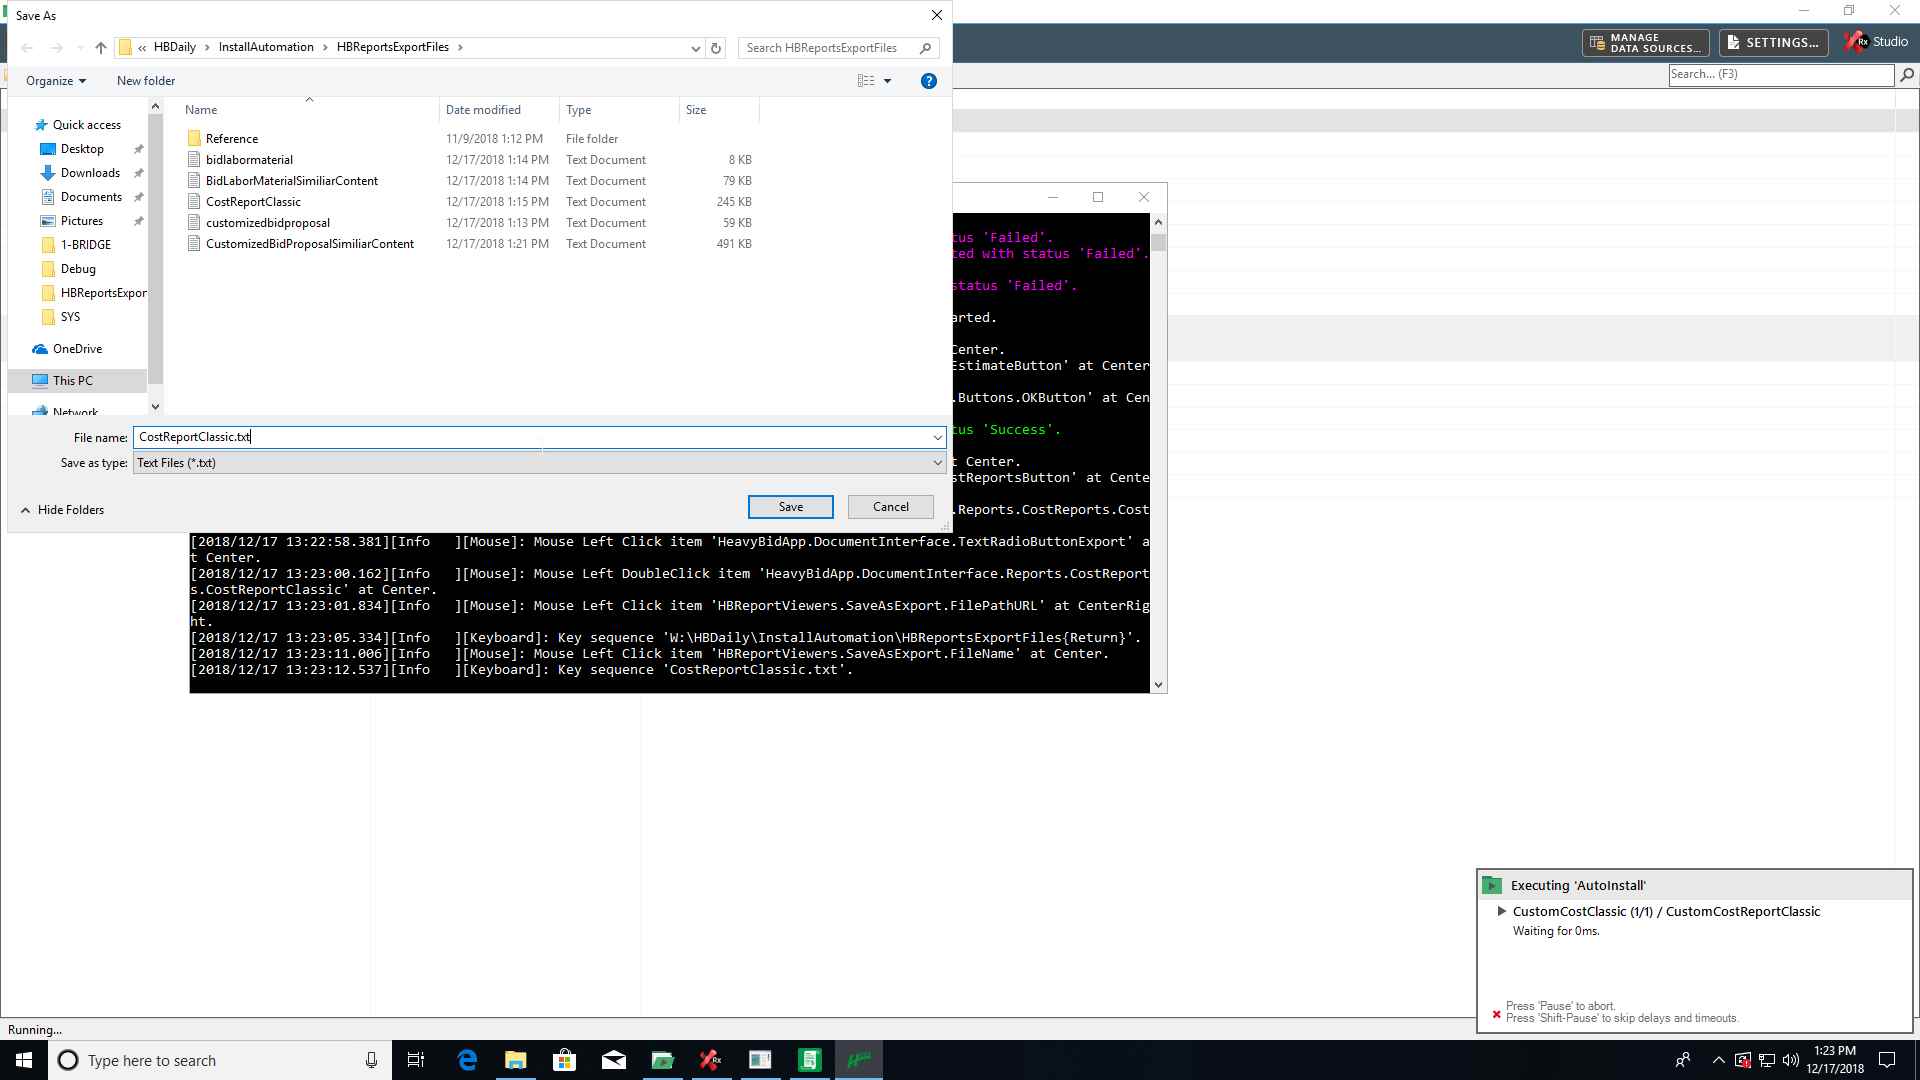 Save As
« HBDaily › InstallAutomation › HBReportsExportFiles ›
Search HBReportsExportFiles
MANAGE
DATA SOURCES...
SETTINGS...
Rx Studio
Organize
New folder
?
Search... (F3)
Name
Date modified
Type
Size
Quick access
Desktop
Downloads
Documents
Pictures
1-BRIDGE
Debug
HBReportsExpor
SYS
OneDrive
This PC
Network
Reference 11/9/2018 1:12 PM File folder
bidlabormaterial 12/17/2018 1:14 PM Text Document 8 KB
BidLaborMaterialSimiliarContent 12/17/2018 1:14 PM Text Document 79 KB
CostReportClassic 12/17/2018 1:15 PM Text Document 245 KB
customizedbidproposal 12/17/2018 1:13 PM Text Document 59 KB
CustomizedBidProposalSimiliarContent 12/17/2018 1:21 PM Text Document 491 KB
File name: CostReportClassic.txt
Save as type: Text Files (*.txt)
Hide Folders
Save
Cancel
tus 'Failed'.
ted with status 'Failed'.
status 'Failed'.
arted.
Center.
EstimateButton' at Center
.Buttons.OKButton' at Cen
tus 'Success'.
t Center.
stReportsButton' at Cente
.Reports.CostReports.Cost
[2018/12/17 13:22:58.381][Info   ][Mouse]: Mouse Left Click item 'HeavyBidApp.DocumentInterface.TextRadioButtonExport' a
t Center.
[2018/12/17 13:23:00.162][Info   ][Mouse]: Mouse Left DoubleClick item 'HeavyBidApp.DocumentInterface.Reports.CostReport
s.CostReportClassic' at Center.
[2018/12/17 13:23:01.834][Info   ][Mouse]: Mouse Left Click item 'HBReportViewers.SaveAsExport.FilePathURL' at CenterRig
ht.
[2018/12/17 13:23:05.334][Info   ][Keyboard]: Key sequence 'W:\HBDaily\InstallAutomation\HBReportsExportFiles{Return}'.
[2018/12/17 13:23:11.006][Info   ][Mouse]: Mouse Left Click item 'HBReportViewers.SaveAsExport.FileName' at Center.
[2018/12/17 13:23:12.537][Info   ][Keyboard]: Key sequence 'CostReportClassic.txt'.
Executing 'AutoInstall'
CustomCostClassic (1/1) / CustomCostReportClassic
Waiting for 0ms.
Press 'Pause' to abort.
Press 'Shift-Pause' to skip delays and timeouts.
Running...
Type here to search
1:23 PM
12/17/2018